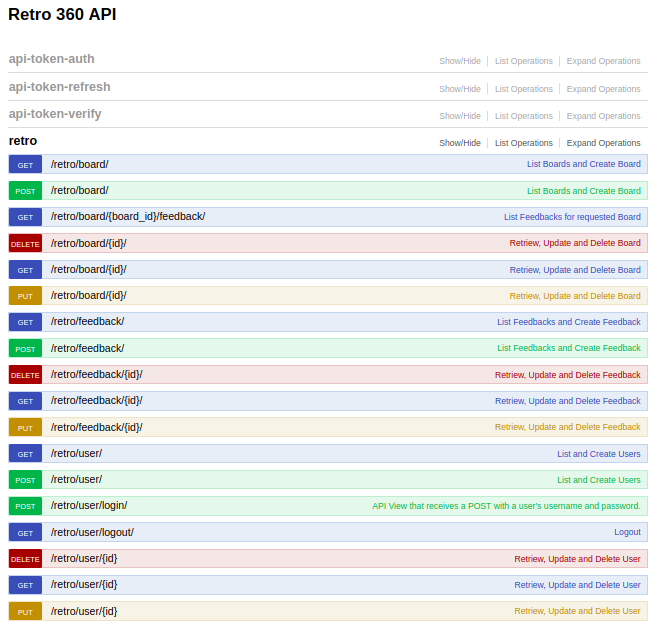 Retro 360 API
api-token-auth Show/Hide List Operations Expand Operations
api-token-refresh Show/Hide List Operations Expand Operations
api-token-verify Show/Hide List Operations Expand Operations
retro Show/Hide List Operations Expand Operations
GET /retro/board/ List Boards and Create Board
POST /retro/board/ List Boards and Create Board
GET /retro/board/{board_id}/feedback/ List Feedbacks for requested Board
DELETE /retro/board/{id}/ Retriew, Update and Delete Board
GET /retro/board/{id}/ Retriew, Update and Delete Board
PUT /retro/board/{id}/ Retriew, Update and Delete Board
GET /retro/feedback/ List Feedbacks and Create Feedback
POST /retro/feedback/ List Feedbacks and Create Feedback
DELETE /retro/feedback/{id}/ Retriew, Update and Delete Feedback
GET /retro/feedback/{id}/ Retriew, Update and Delete Feedback
PUT /retro/feedback/{id}/ Retriew, Update and Delete Feedback
GET /retro/user/ List and Create Users
POST /retro/user/ List and Create Users
POST /retro/user/login/ API View that receives a POST with a user's username and password.
GET /retro/user/logout/ Logout
DELETE /retro/user/{id} Retriew, Update and Delete User
GET /retro/user/{id} Retriew, Update and Delete User
PUT /retro/user/{id} Retriew, Update and Delete User